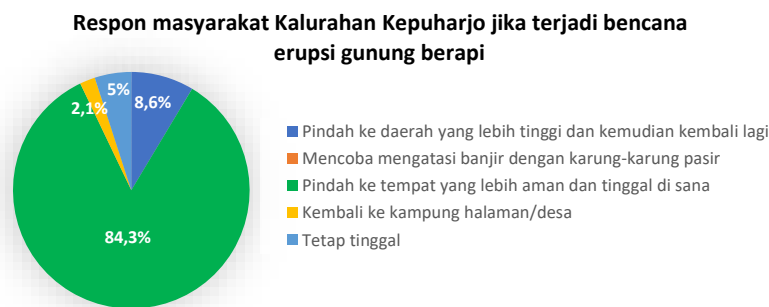 Respon masyarakat Kalurahan Kepuharjo jika terjadi bencana
erupsi gunung berapi
5%
8,6%
2,1%
84,3%
Pindah ke daerah yang lebih tinggi dan kemudian kembali lagi
Mencoba mengatasi banjir dengan karung-karung pasir
Pindah ke tempat yang lebih aman dan tinggal di sana
Kembali ke kampung halaman/desa
Tetap tinggal